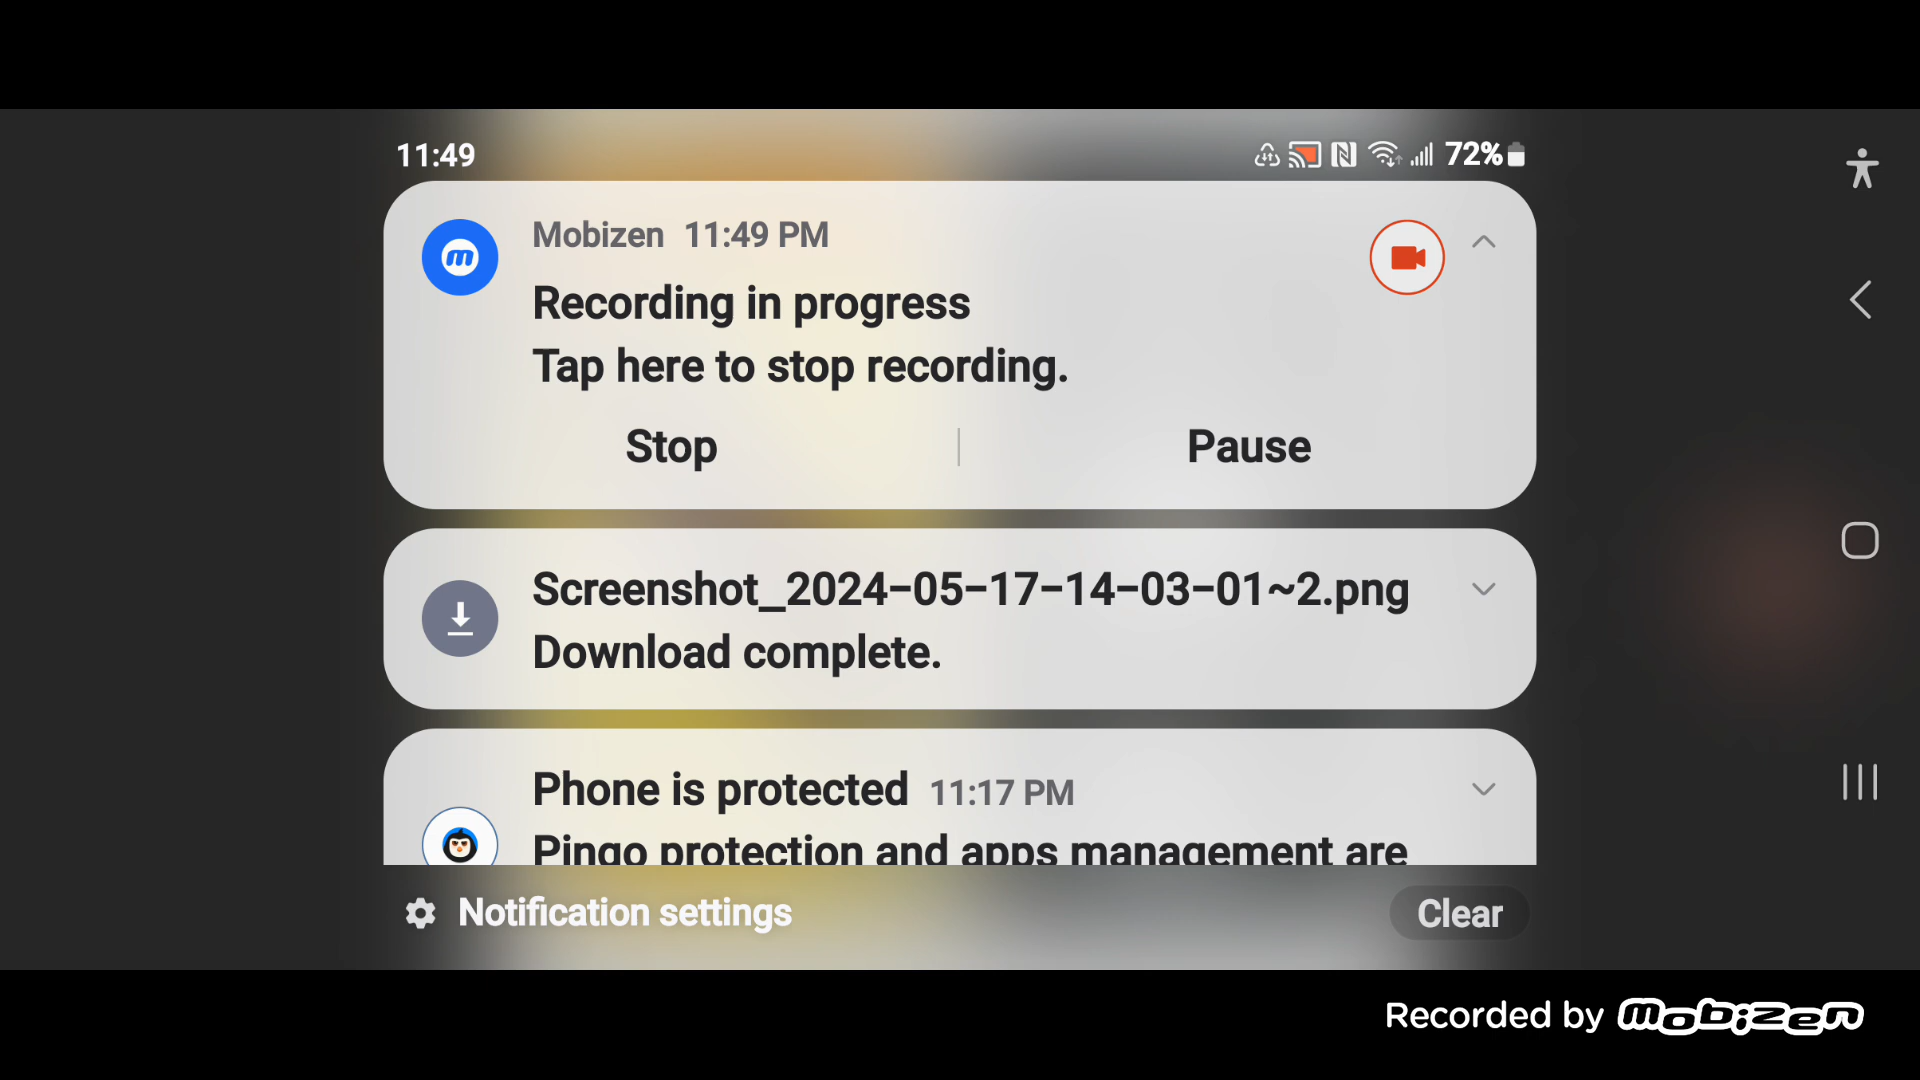 11:49
72%
Mobizen 11:49 PM
Recording in progress
Tap here to stop recording.
Stop
Pause
Screenshot_2024-05-17-14-03-01~2.png
Download complete.
Phone is protected 11:17 PM
Pingo protection and apps management are
Notification settings
Clear
Recorded by mobizen